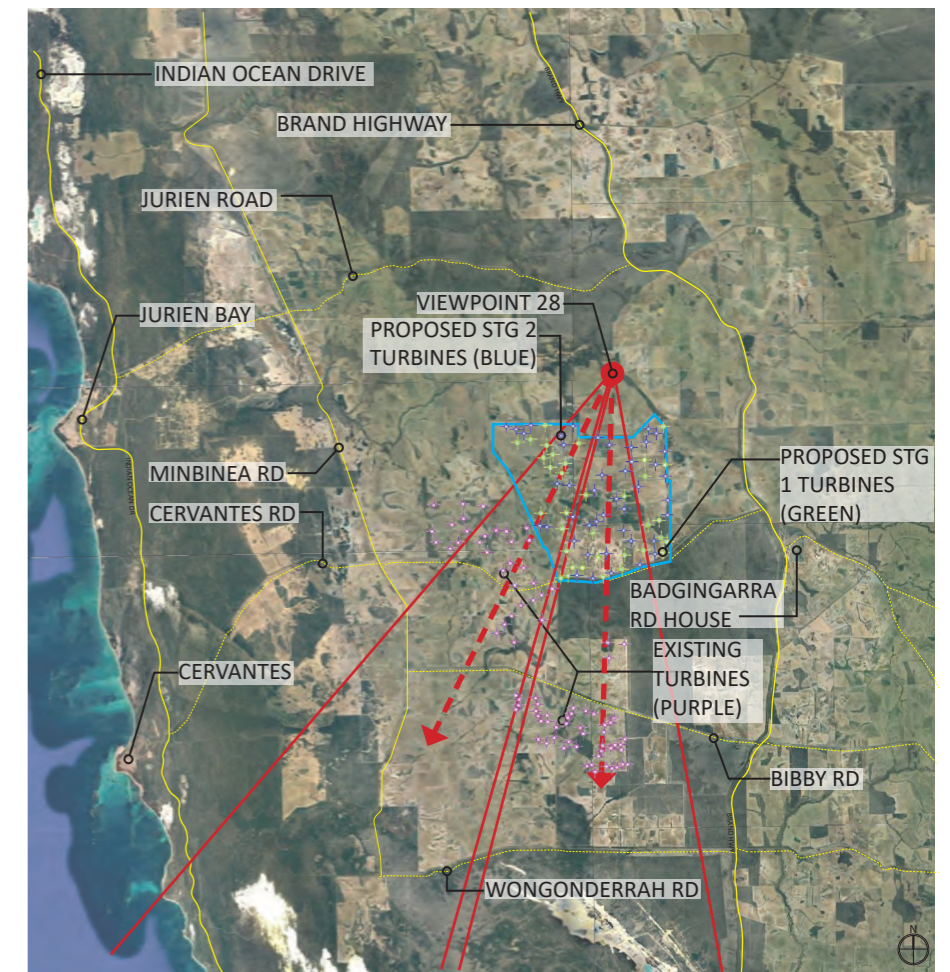 INDIAN OCEAN DRIVE
BRAND HIGHWAY
JURIEN ROAD
VIEWPOINT 28
JURIEN BAY
PROPOSED STG 2
TURBINES (BLUE)
MINBINEA RD
PROPOSED STG
1 TURBINES
(GREEN)
CERVANTES RD
BADGINGARRA
RD HOUSE
EXISTING
TURBINES
(PURPLE)
CERVANTES
BIBBY RD
WONGONDERRAH RD
N